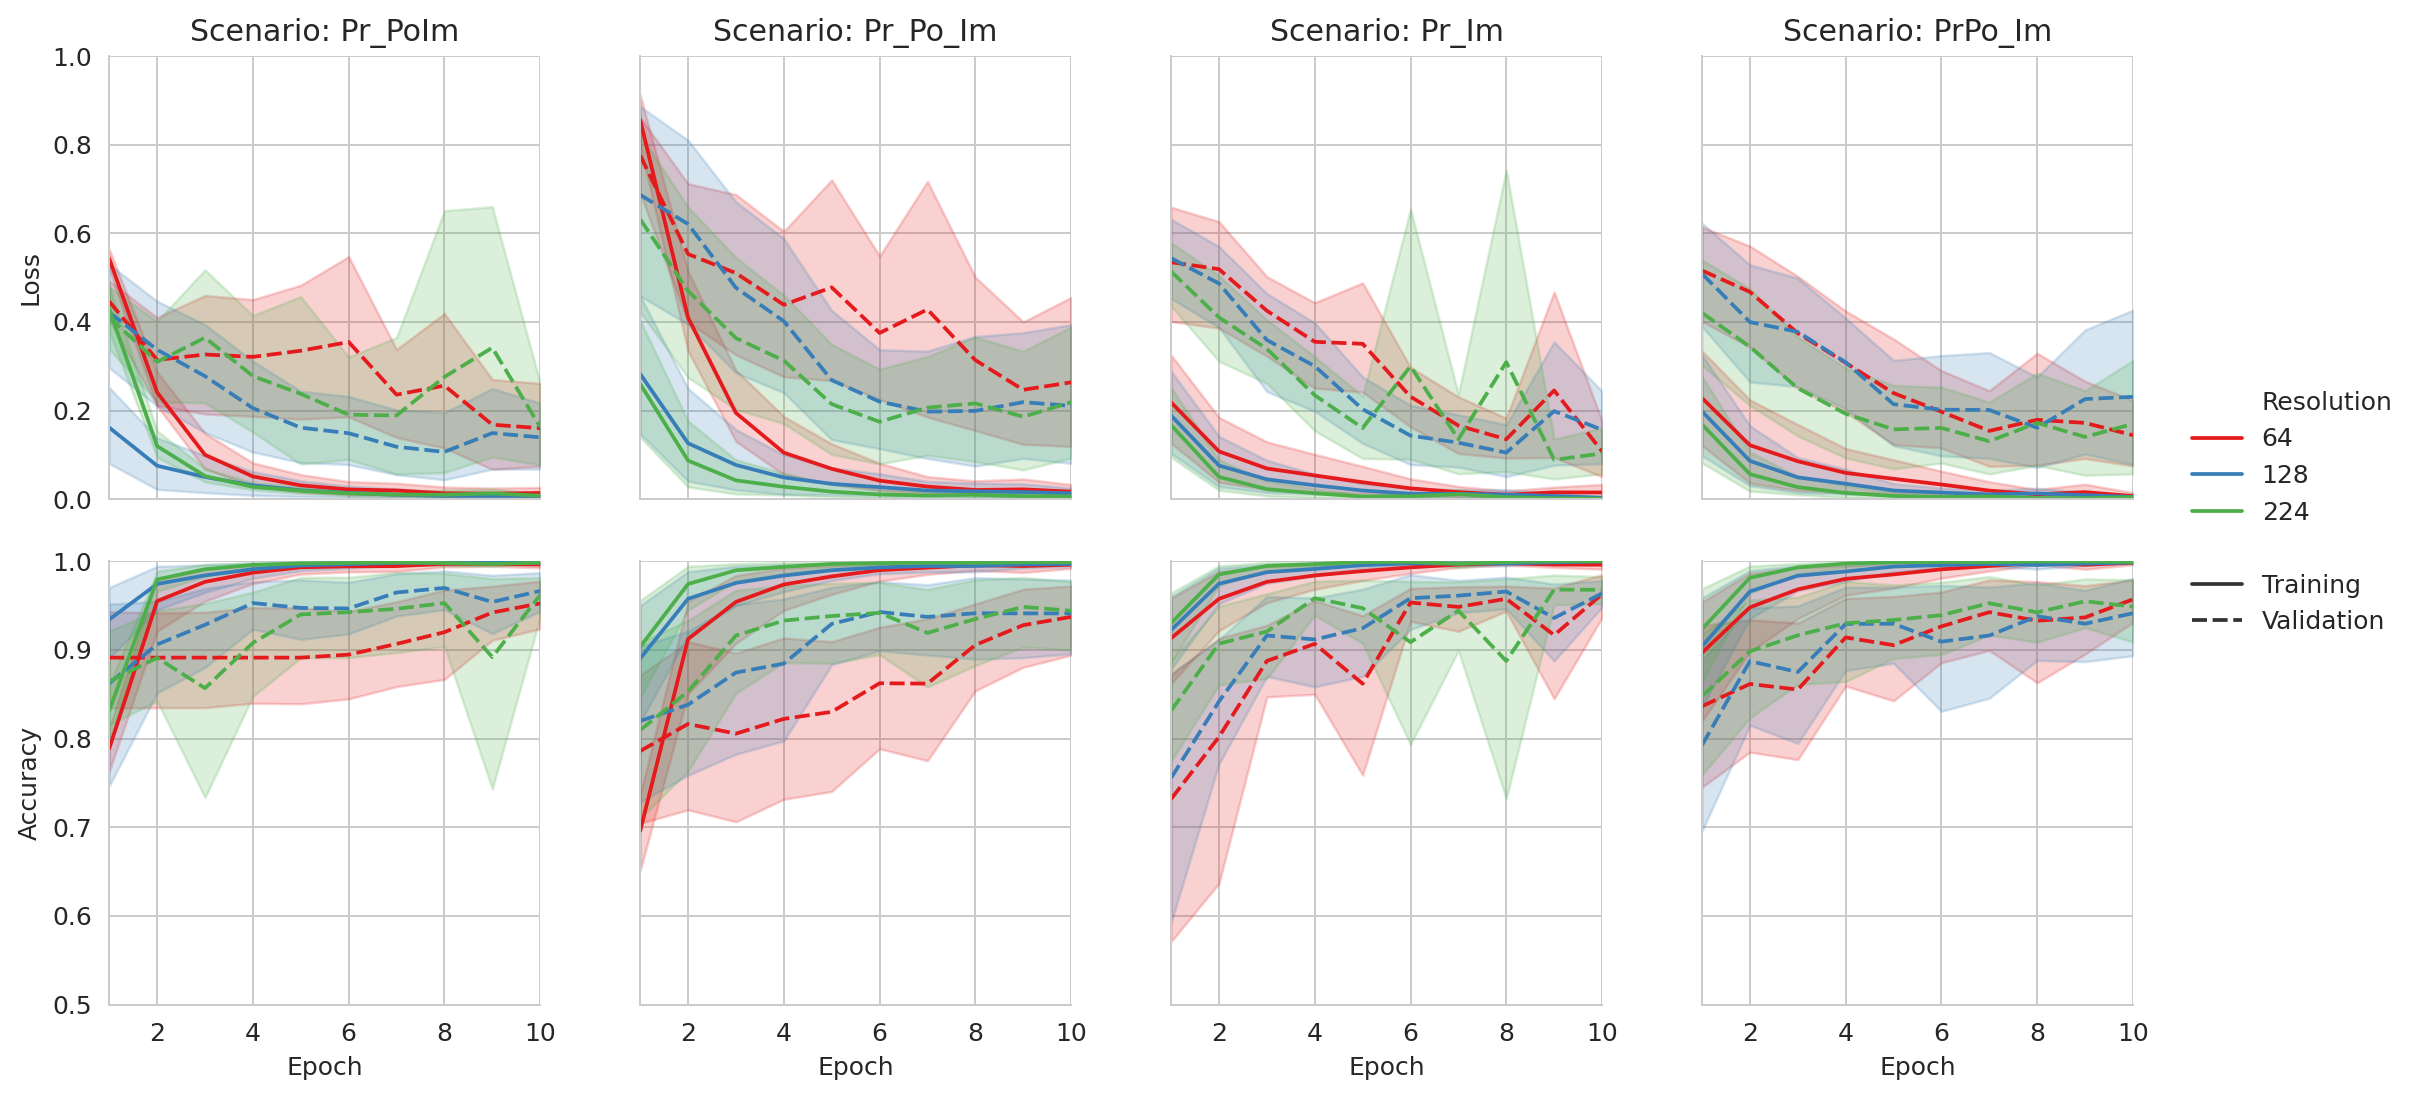 Scenario: Pr_PoIm
Scenario: Pr_Po_Im
Scenario: Pr_Im
Scenario: PrPo_Im
1.0
0.8
0.6
0.4
0.2
0.0
Loss
1.0
0.9
0.8
0.7
0.6
0.5
Accuracy
2 4 6 8 10
2 4 6 8 10
2 4 6 8 10
2 4 6 8 10
Epoch
Epoch
Epoch
Epoch
Resolution
64
128
224
Training
Validation